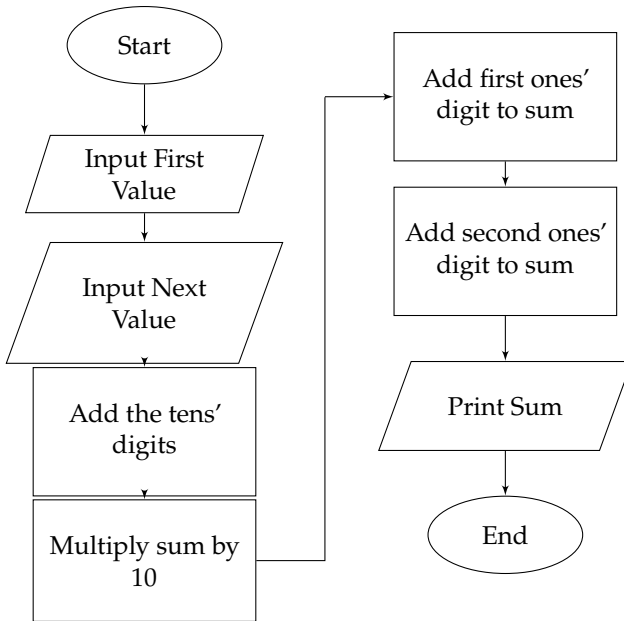 Start
Input First
Value
Input Next
Value
Add the tens’
digits
Multiply sum by
10
Add first ones’
digit to sum
Add second ones’
digit to sum
Print Sum
End